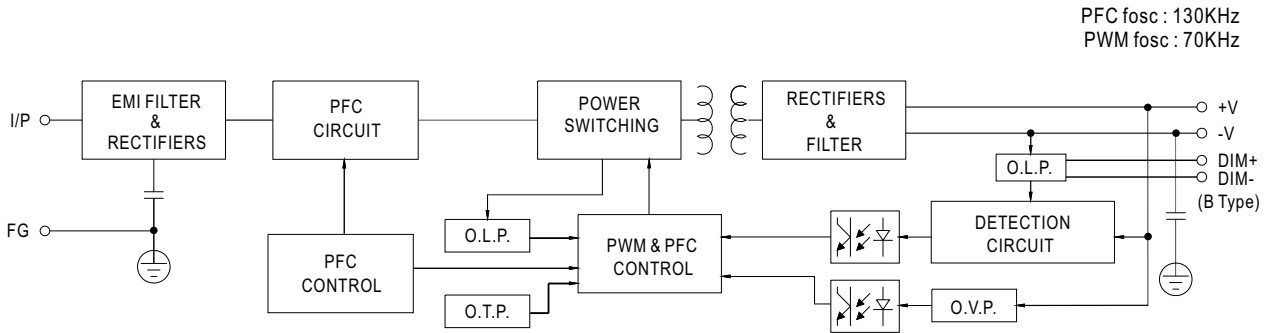 PFC fosc : 130KHz
PWM fosc : 70KHz
I/P
EMI FILTER
&
RECTIFIERS
PFC
CIRCUIT
POWER
SWITCHING
RECTIFIERS
&
FILTER
+V
-V
DIM+
DIM-
(B Type)
O.L.P.
FG
O.L.P.
DETECTION
CIRCUIT
PFC
CONTROL
PWM & PFC
CONTROL
O.T.P.
O.V.P.